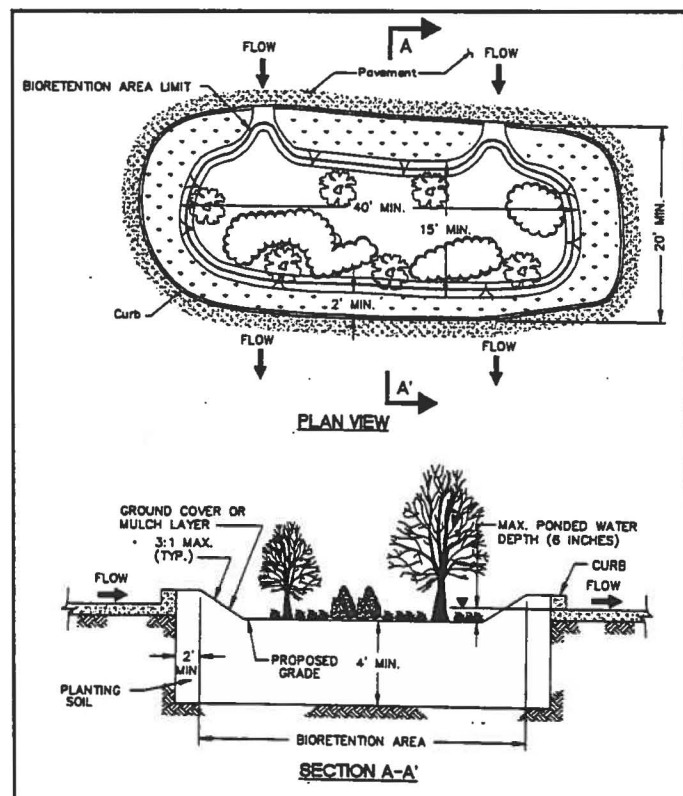 A
FLOW
FLOW
Pavement
BIORETENTION AREA LIMIT
40' MIN.
15' MIN.
20' MIN.
2' MIN.
Curb
FLOW
FLOW
A'
PLAN VIEW
GROUND COVER OR
MULCH LAYER
3:1 MAX.
(TYP.)
MAX. PONDED WATER
DEPTH (6 INCHES)
CURB
FLOW
FLOW
2'
MIN
PROPOSED
GRADE
4' MIN.
PLANTING
SOIL
BIORETENTION AREA
SECTION A-A'